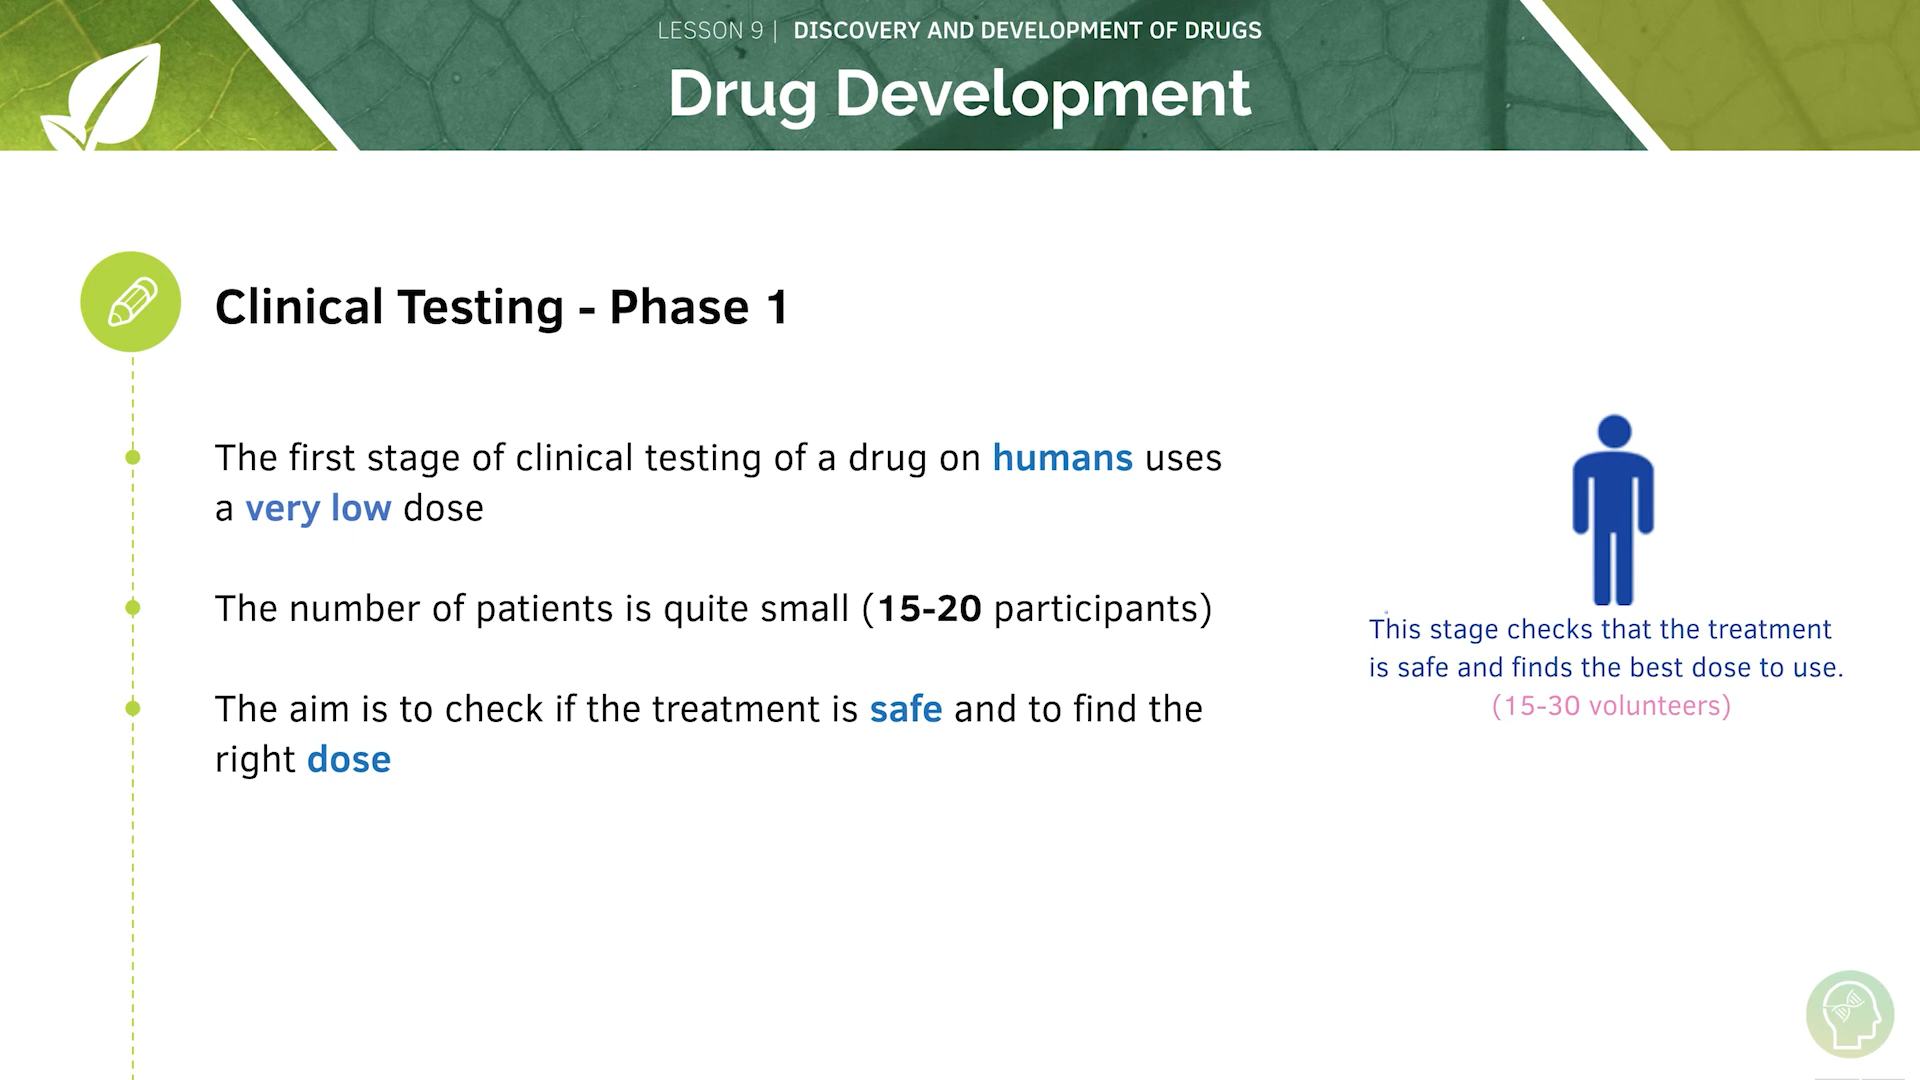 LESSON 9 | DISCOVERY AND DEVELOPMENT OF DRUGS
Drug Development
Clinical Testing - Phase 1
The first stage of clinical testing of a drug on humans uses
a very low dose
The number of patients is quite small (15-20 participants)
The aim is to check if the treatment is safe and to find the
right dose
This stage checks that the treatment
is safe and finds the best dose to use.
(15-30 volunteers)